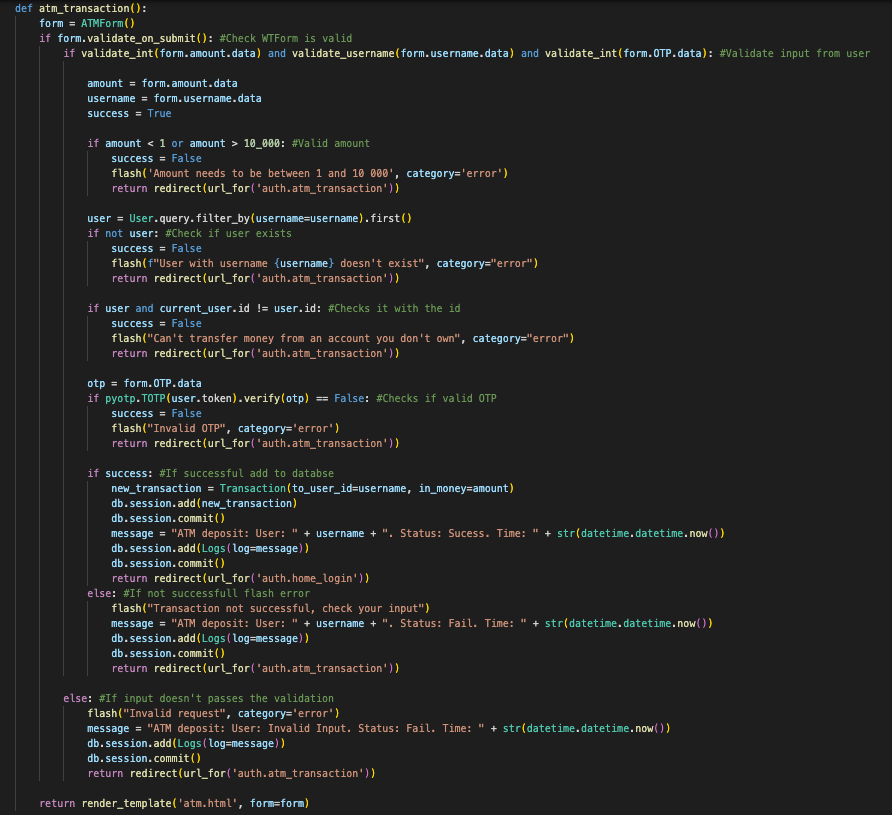 def atm_transaction():
form = ATMForm()
if form.validate_on_submit(): #Check WTForm is valid
if validate_int(form.amount.data) and validate_username(form.username.data) and validate_int(form.OTP.data): #Validate input from user
amount = form.amount.data
username = form.username.data
success = True
if amount < 1 or amount > 10_000: #Valid amount
success = False
flash('Amount needs to be between 1 and 10 000', category='error')
return redirect(url_for('auth.atm_transaction'))
user = User.query.filter_by(username=username).first()
if not user: #Check if user exists
success = False
flash(f"User with username {username} doesn't exist", category="error")
return redirect(url_for('auth.atm_transaction'))
if user and current_user.id != user.id: #Checks it with the id
success = False
flash("Can't transfer money from an account you don't own", category="error")
return redirect(url_for('auth.atm_transaction'))
otp = form.OTP.data
if pyotp.TOTP(user.token).verify(otp) == False: #Checks if valid OTP
success = False
flash("Invalid OTP", category='error')
return redirect(url_for('auth.atm_transaction'))
if success: #If successful add to databse
new_transaction = Transaction(to_user_id=username, in_money=amount)
db.session.add(new_transaction)
db.session.commit()
message = "ATM deposit: User: " + username + ". Status: Sucess. Time: " + str(datetime.datetime.now())
db.session.add(Logs(log=message))
db.session.commit()
return redirect(url_for('auth.home_login'))
else: #If not successfull flash error
flash("Transaction not successful, check your input")
message = "ATM deposit: User: " + username + ". Status: Fail. Time: " + str(datetime.datetime.now())
db.session.add(Logs(log=message))
db.session.commit()
return redirect(url_for('auth.atm_transaction'))
else: #If input doesn't passes the validation
flash("Invalid request", category='error')
message = "ATM deposit: User: Invalid Input. Status: Fail. Time: " + str(datetime.datetime.now())
db.session.add(Logs(log=message))
db.session.commit()
return redirect(url_for('auth.atm_transaction'))
return render_template('atm.html', form=form)